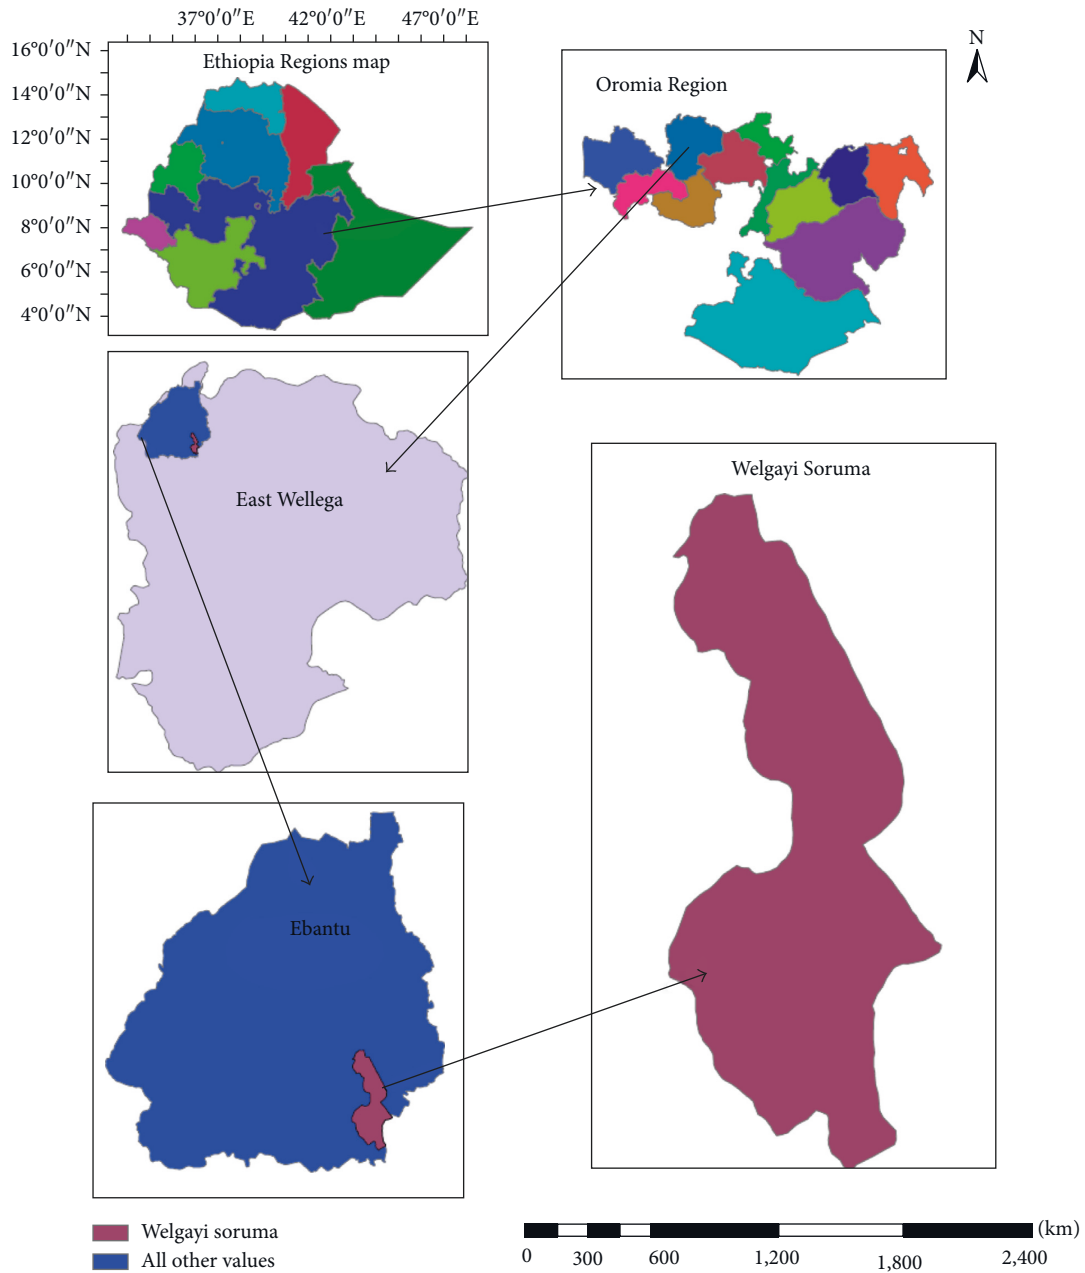 37°0′0″E 42°0′0″E 47°0′0″E
16°0′0″N
14°0′0″N
12°0′0″N
10°0′0″N
8°0′0″N
6°0′0″N
4°0′0″N
Ethiopia Regions map
Oromia Region
N
East Wellega
Welgayi Soruma
Ebantu
Welgayi soruma
All other values
(km)
0 300 600 1,200 1,800 2,400